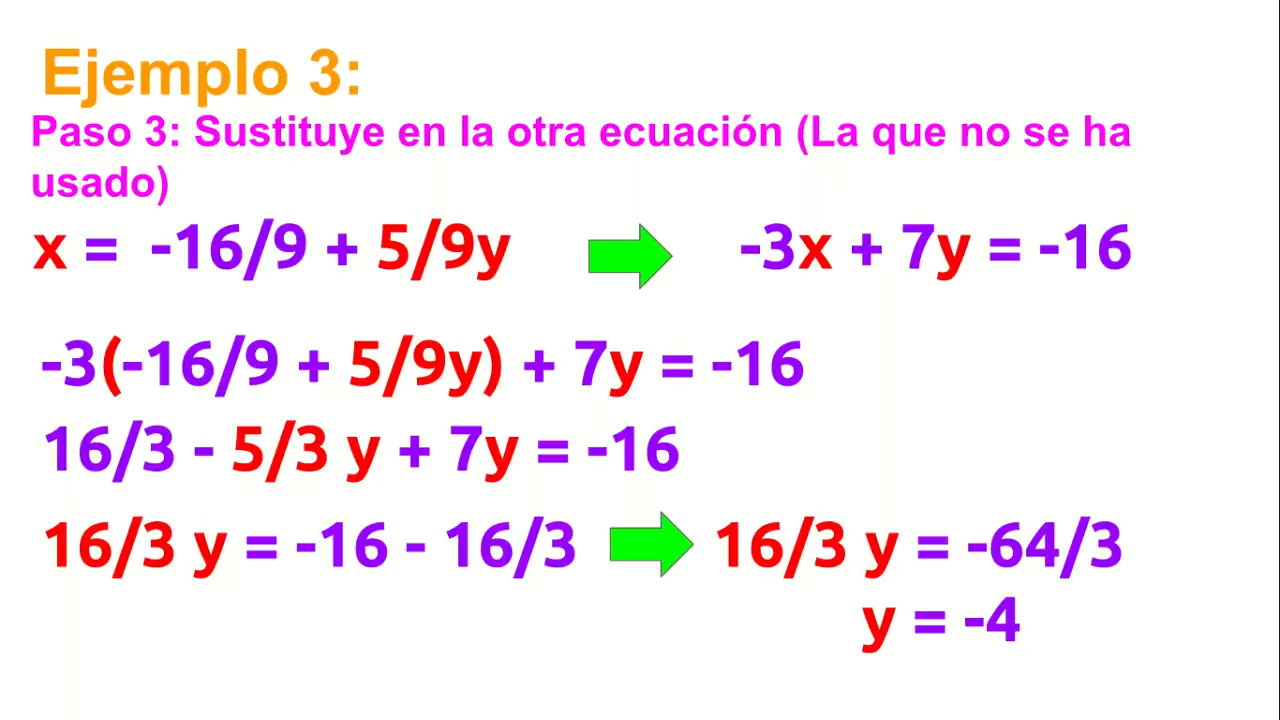 Ejemplo 3:
Paso 3: Sustituye en la otra ecuación (La que no se ha
usado)
x = -16/9 + 5/9y -3x + 7y = -16
-3(-16/9 + 5/9y) + 7y = -16
16/3 - 5/3 y + 7y = -16
16/3 y = -16 - 16/3 16/3 y = -64/3
y = -4